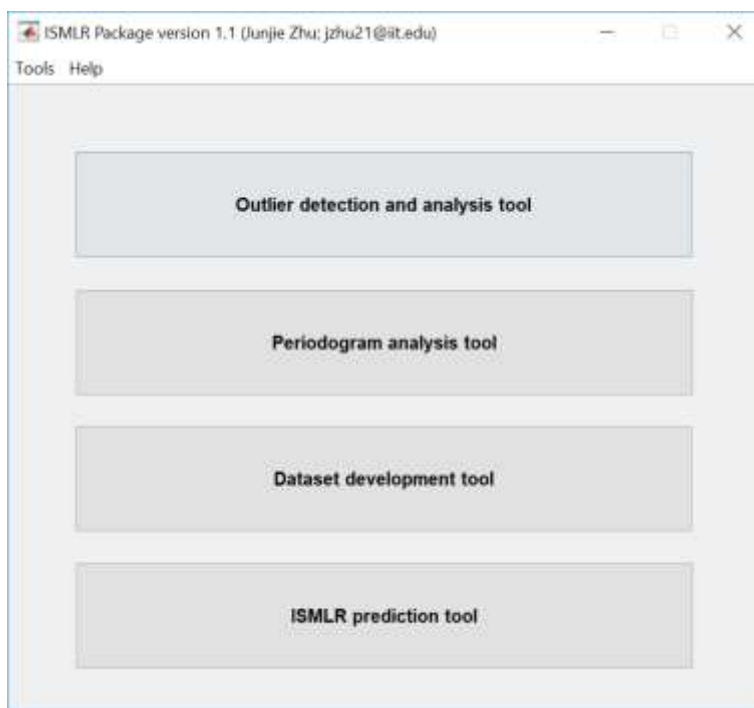 ISMLR Package version 1.1 (Junjie Zhu; jzhu21@iit.edu)
Tools Help
Outlier detection and analysis tool
Periodogram analysis tool
Dataset development tool
ISMLR prediction tool